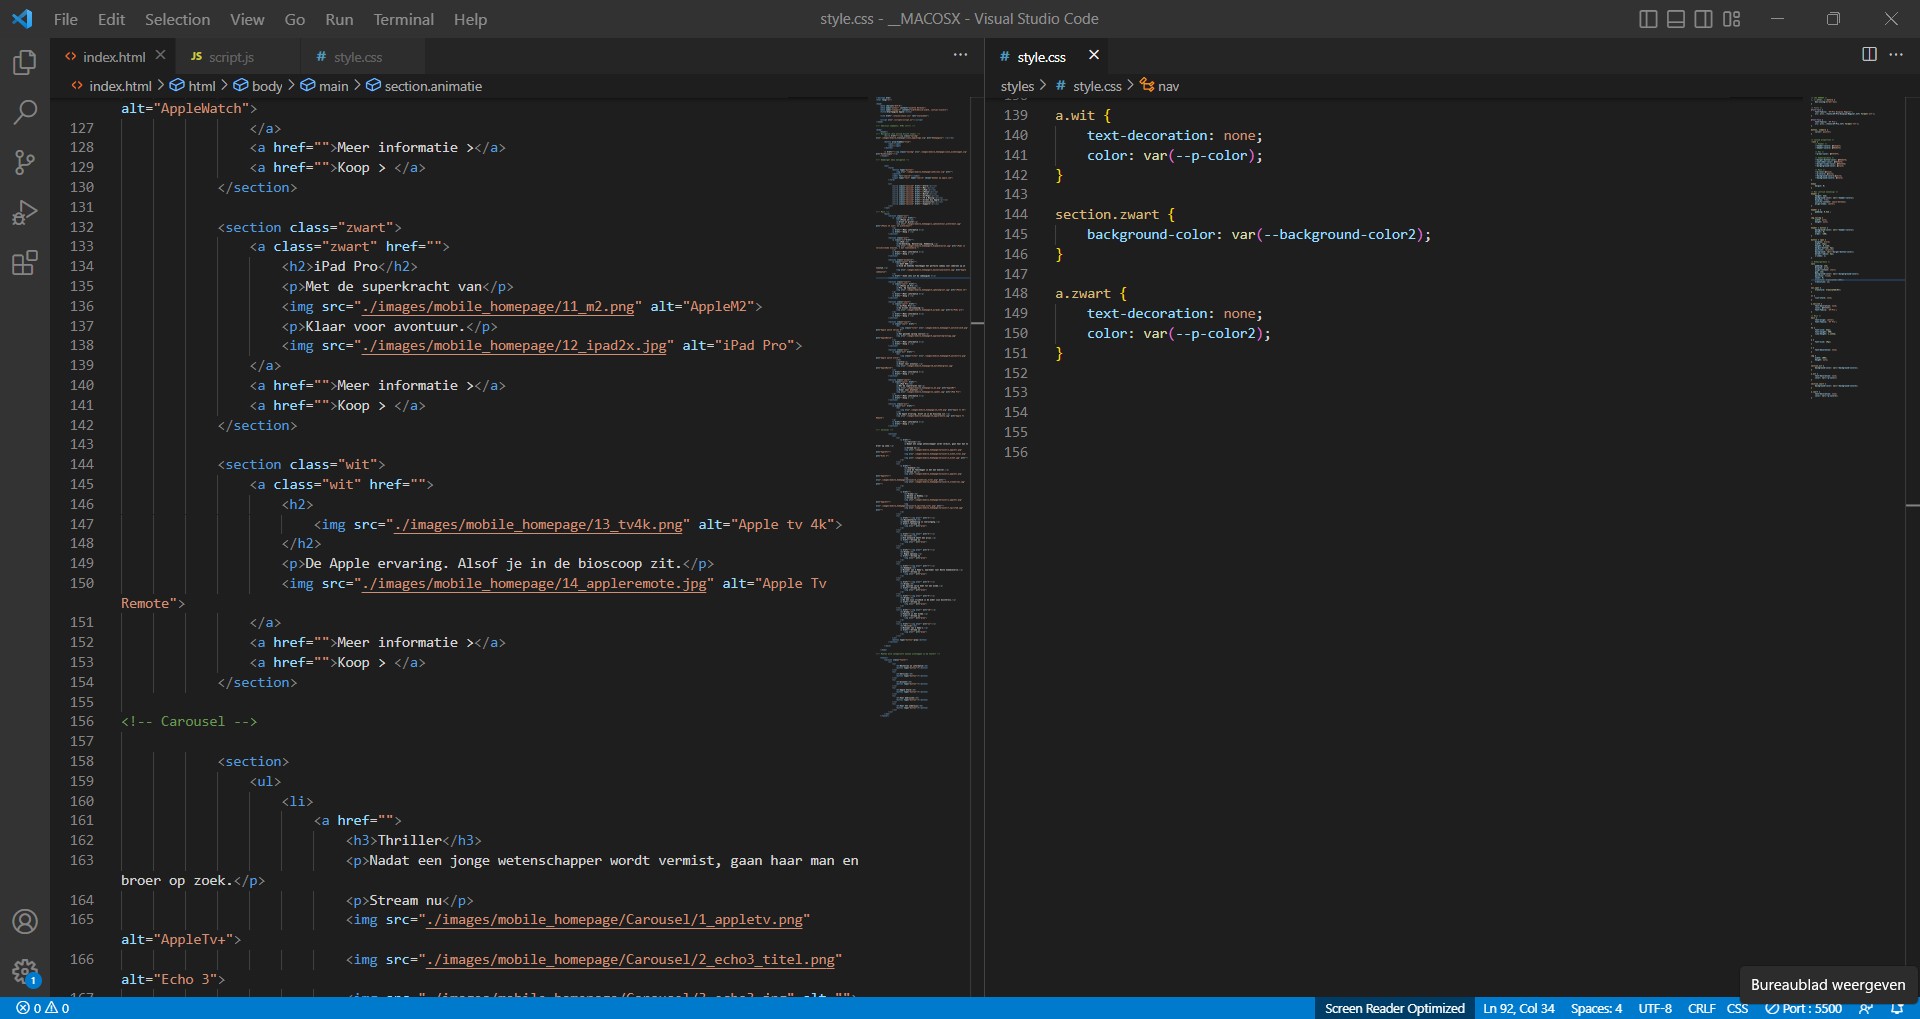 File Edit Selection View Go Run Terminal Help
style.css - __MACOSX - Visual Studio Code
index.html
JS script.js
# style.css
...
index.html > html > body > main > section.animatie
alt="AppleWatch">
127 </a>
128 <a href="">Meer informatie ></a>
129 <a href="">Koop > </a>
130 </section>
131
132 <section class="zwart">
133 <a class="zwart" href="">
134 <h2>iPad Pro</h2>
135 <p>Met de superkracht van</p>
136 <img src="./images/mobile_homepage/11_m2.png" alt="AppleM2">
137 <p>Klaar voor avontuur.</p>
138 <img src="./images/mobile_homepage/12_ipad2x.jpg" alt="iPad Pro">
139 </a>
140 <a href="">Meer informatie ></a>
141 <a href="">Koop > </a>
142 </section>
143
144 <section class="wit">
145 <a class="wit" href="">
146 <h2>
147 <img src="./images/mobile_homepage/13_tv4k.png" alt="Apple tv 4k">
148 </h2>
149 <p>De Apple ervaring. Alsof je in de bioscoop zit.</p>
150 <img src="./images/mobile_homepage/14_appleremote.jpg" alt="Apple Tv
Remote">
151 </a>
152 <a href="">Meer informatie ></a>
153 <a href="">Koop > </a>
154 </section>
155
156 <!-- Carousel -->
157
158 <section>
159 <ul>
160 <li>
161 <a href="">
162 <h3>Thriller</h3>
163 <p>Nadat een jonge wetenschapper wordt vermist, gaan haar man en
broer op zoek.</p>
164 <p>Stream nu</p>
165 <img src="./images/mobile_homepage/Carousel/1_appletv.png"
alt="AppleTv+">
166 <img src="./images/mobile_homepage/Carousel/2_echo3_titel.png"
alt="Echo 3">
167 <img src="./images/mobile_homepage/Carousel/3_echo3.jpg" alt="">
# style.css
...
styles > # style.css > nav
139 a.wit {
140 text-decoration: none;
141 color: var(--p-color);
142 }
143
144 section.zwart {
145 background-color: var(--background-color2);
146 }
147
148 a.zwart {
149 text-decoration: none;
150 color: var(--p-color2);
151 }
152
153
154
155
156
Bureaublad weergeven
1
0 0
Screen Reader Optimized Ln 92, Col 34 Spaces: 4 UTF-8 CRLF CSS Port : 5500